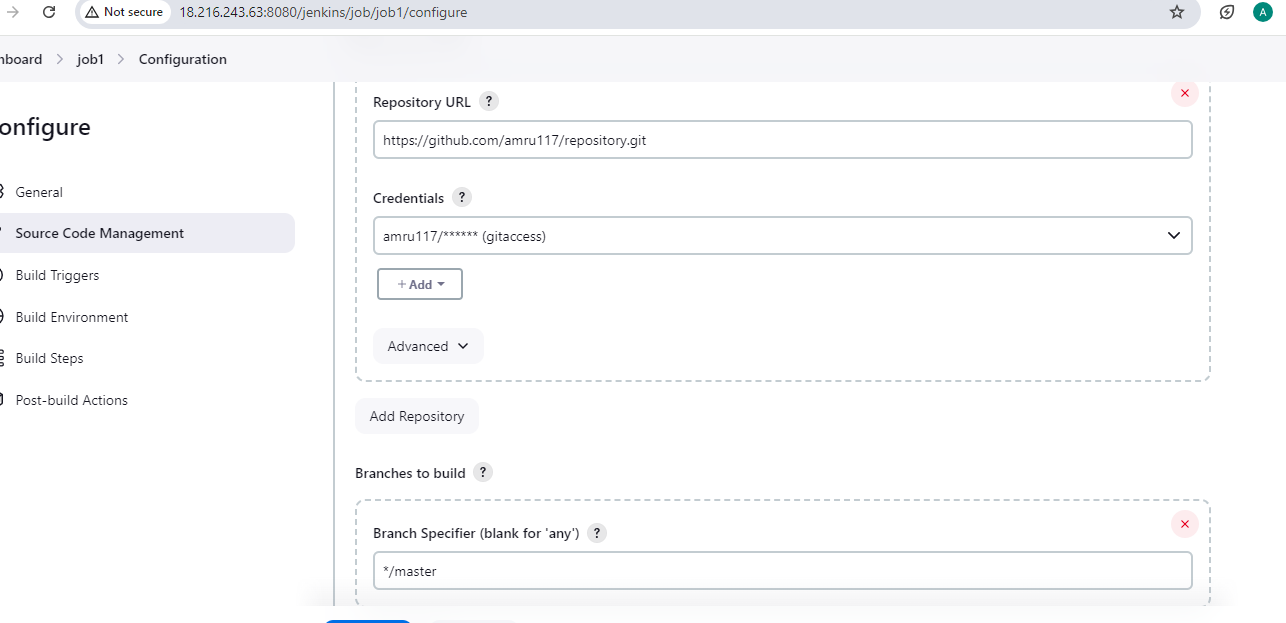 Not secure 18.216.243.63:8080/jenkins/job/job1/configure A
nboard > job1 > Configuration
onfigure
General
Source Code Management
Build Triggers
Build Environment
Build Steps
Post-build Actions
Repository URL ?
https://github.com/amru117/repository.git
Credentials ?
amru117/****** (gitaccess)
+ Add
Advanced
Add Repository
Branches to build ?
Branch Specifier (blank for 'any') ?
*/master